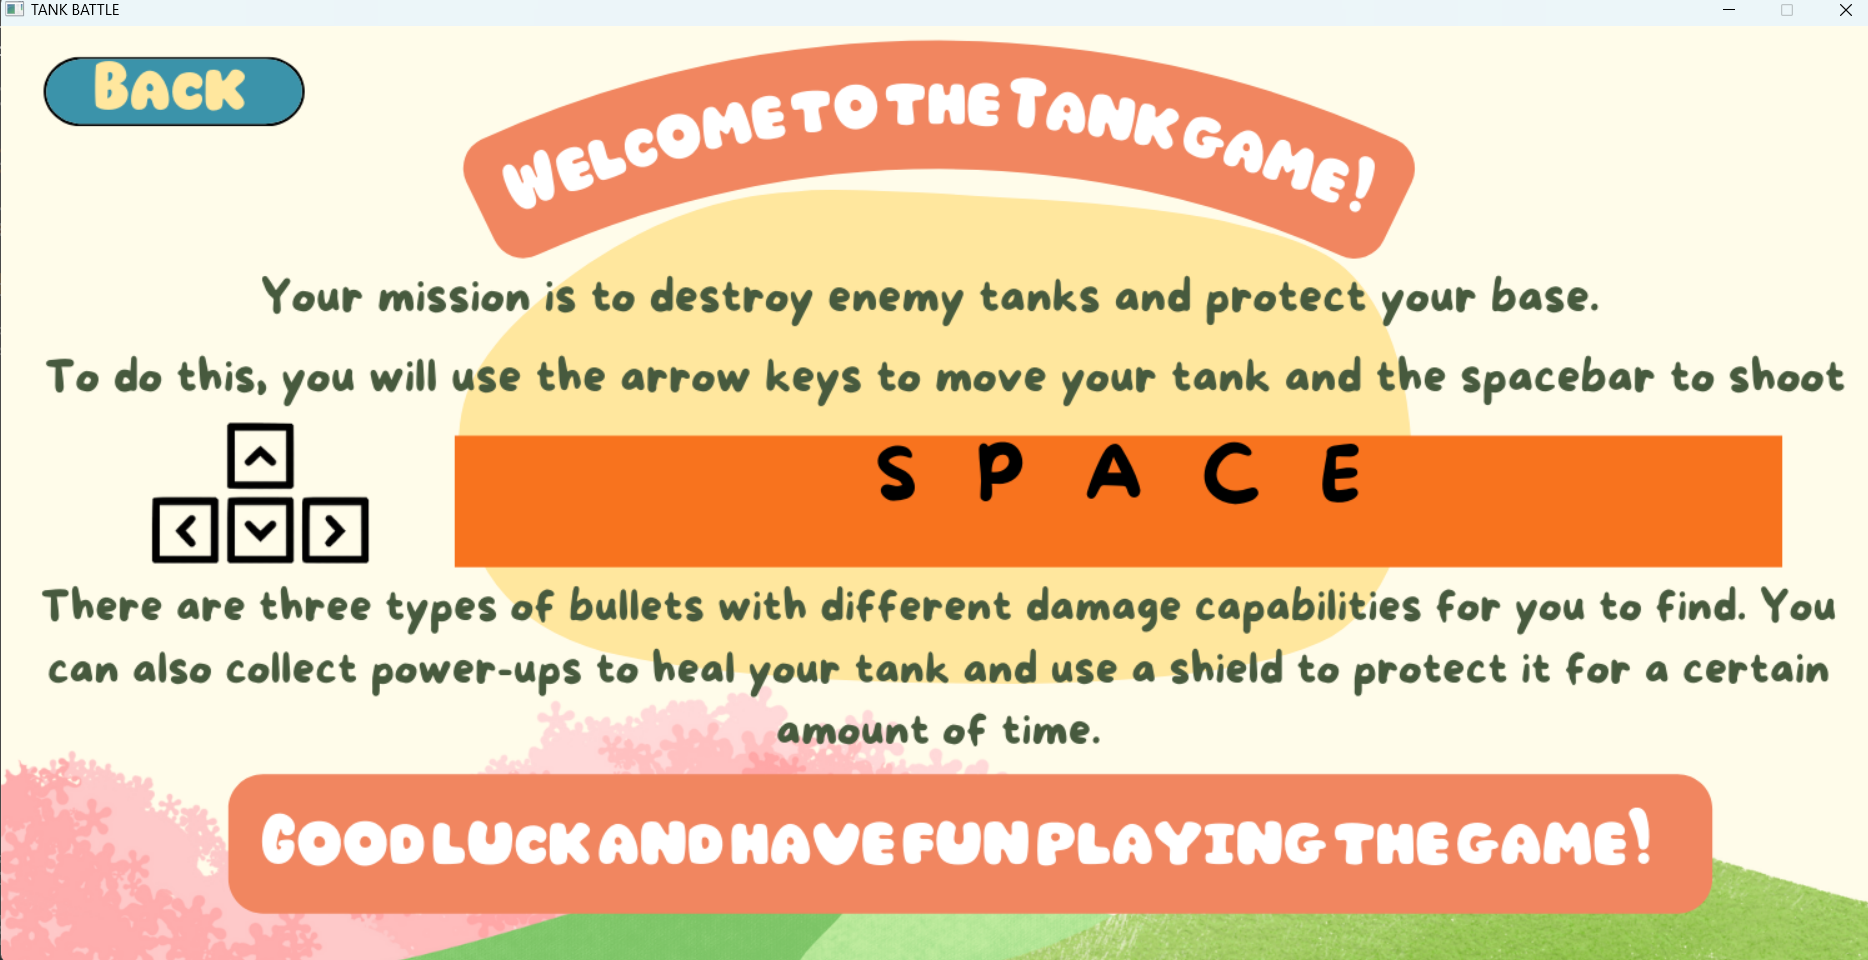 TANK BATTLE
BACK
WELCOME TO THE TANK GAME!
Your mission is to destroy enemy tanks and protect your base.
To do this, you will use the arrow keys to move your tank and the spacebar to shoot
S P A C E
There are three types of bullets with different damage capabilities for you to find. You
can also collect power-ups to heal your tank and use a shield to protect it for a certain
amount of time.
GOOD LUCK AND HAVE FUN PLAYING THE GAME!